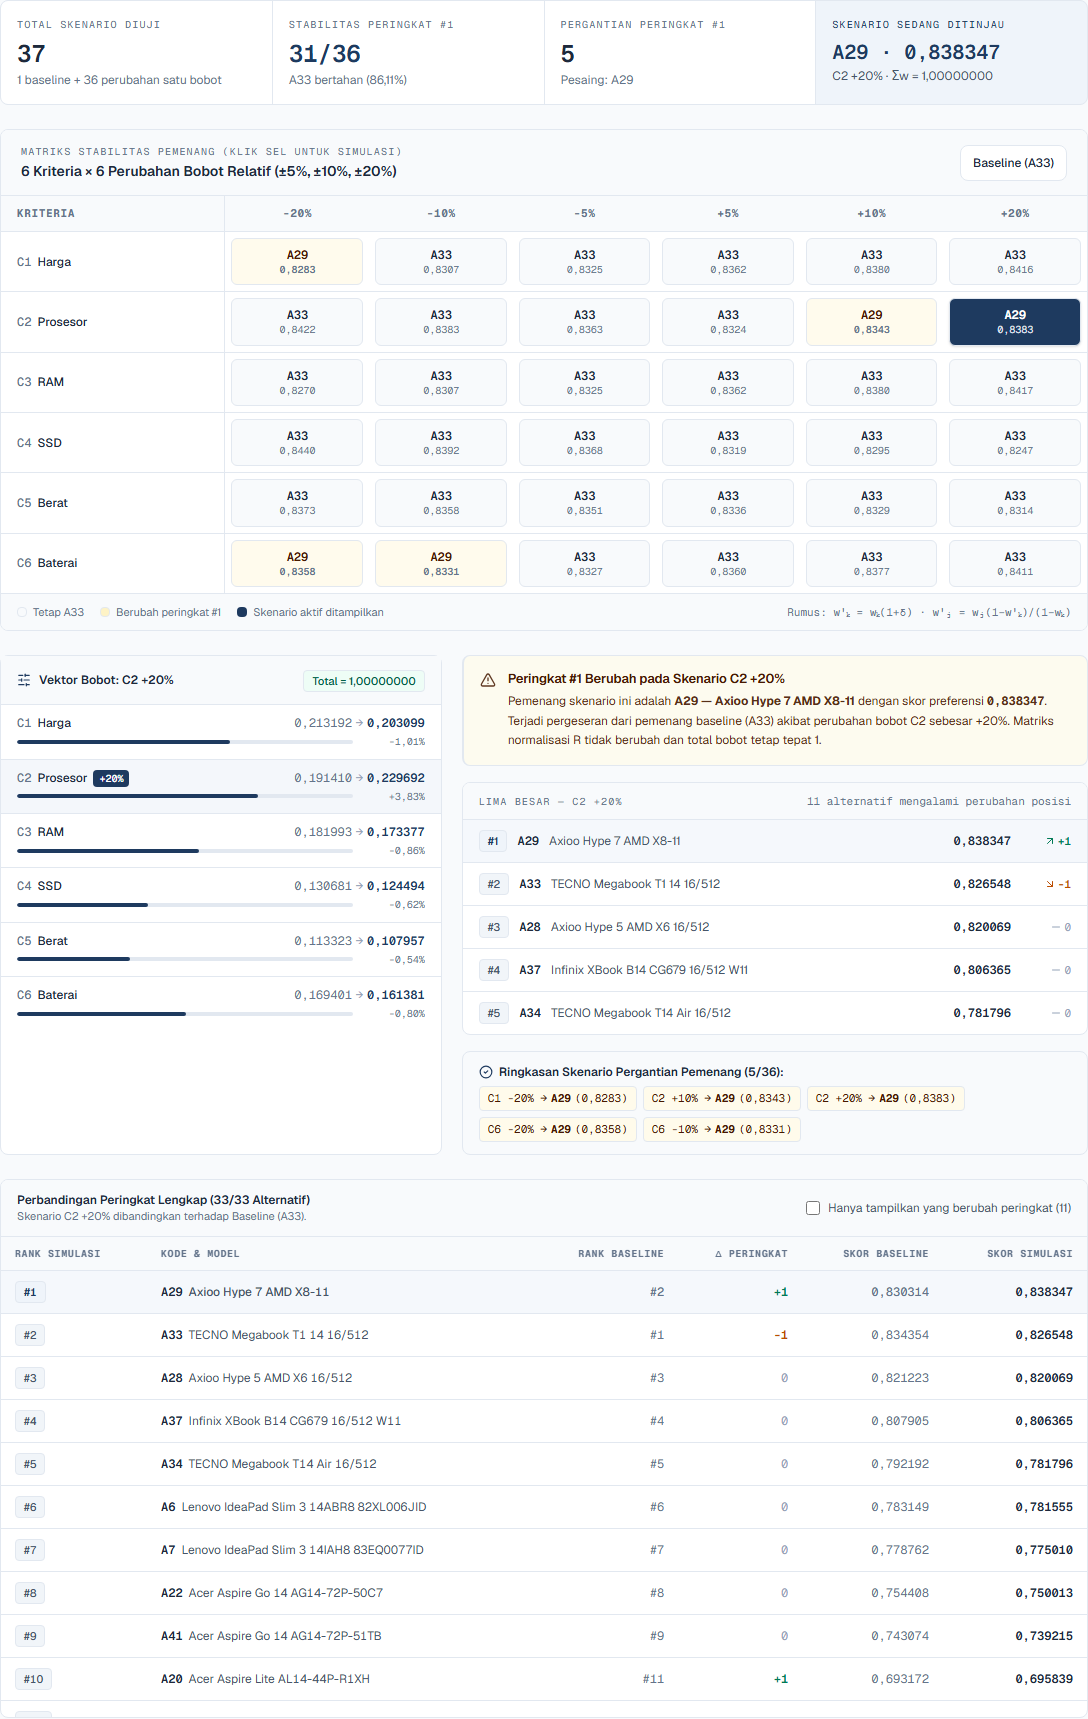 TOTAL SKENARIO DIUJI
37
1 baseline + 36 perubahan satu bobot
STABILITAS PERINGKAT #1
31/36
A33 bertahan (86,11%)
PERGANTIAN PERINGKAT #1
5
Pesaing: A29
SKENARIO SEDANG DITINJAU
A29 · 0,838347
C2 +20% · Σw = 1,00000000
MATRIKS STABILITAS PEMENANG (KLIK SEL UNTUK SIMULASI)
6 Kriteria × 6 Perubahan Bobot Relatif (±5%, ±10%, ±20%)
Baseline (A33)
KRITERIA -20% -10% -5% +5% +10% +20%
C1 Harga A29 A33 A33 A33 A33 A33
0,8283 0,8307 0,8325 0,8362 0,8380 0,8416
C2 Prosesor A33 A33 A33 A33 A29 A29
0,8422 0,8383 0,8363 0,8324 0,8343 0,8383
C3 RAM A33 A33 A33 A33 A33 A33
0,8270 0,8307 0,8325 0,8362 0,8380 0,8417
C4 SSD A33 A33 A33 A33 A33 A33
0,8440 0,8392 0,8368 0,8319 0,8295 0,8247
C5 Berat A33 A33 A33 A33 A33 A33
0,8373 0,8358 0,8351 0,8336 0,8329 0,8314
C6 Baterai A29 A29 A33 A33 A33 A33
0,8358 0,8331 0,8327 0,8360 0,8377 0,8411
Tetap A33 Berubah peringkat #1 Skenario aktif ditampilkan
Rumus: w'ₖ = wₖ(1+δ) · w'ⱼ = wⱼ(1−w'ₖ)/(1−wₖ)
Vektor Bobot: C2 +20%
Total = 1,00000000
C1 Harga 0,213192 → 0,203099
-1,01%
C2 Prosesor +20% 0,191410 → 0,229692
+3,83%
C3 RAM 0,181993 → 0,173377
-0,86%
C4 SSD 0,130681 → 0,124494
-0,62%
C5 Berat 0,113323 → 0,107957
-0,54%
C6 Baterai 0,169401 → 0,161381
-0,80%
Peringkat #1 Berubah pada Skenario C2 +20%
Pemenang skenario ini adalah A29 — Axioo Hype 7 AMD X8-11 dengan skor preferensi 0,838347.
Terjadi pergeseran dari pemenang baseline (A33) akibat perubahan bobot C2 sebesar +20%. Matriks
normalisasi R tidak berubah dan total bobot tetap tepat 1.
LIMA BESAR — C2 +20% 11 alternatif mengalami perubahan posisi
#1 A29 Axioo Hype 7 AMD X8-11 0,838347 ↗ +1
#2 A33 TECNO Megabook T1 14 16/512 0,826548 ↘ -1
#3 A28 Axioo Hype 5 AMD X6 16/512 0,820069 — 0
#4 A37 Infinix XBook B14 CG679 16/512 W11 0,806365 — 0
#5 A34 TECNO Megabook T14 Air 16/512 0,781796 — 0
Ringkasan Skenario Pergantian Pemenang (5/36):
C1 -20% → A29 (0,8283) C2 +10% → A29 (0,8343) C2 +20% → A29 (0,8383)
C6 -20% → A29 (0,8358) C6 -10% → A29 (0,8331)
Perbandingan Peringkat Lengkap (33/33 Alternatif)
Skenario C2 +20% dibandingkan terhadap Baseline (A33).
Hanya tampilkan yang berubah peringkat (11)
RANK SIMULASI KODE & MODEL RANK BASELINE Δ PERINGKAT SKOR BASELINE SKOR SIMULASI
#1 A29 Axioo Hype 7 AMD X8-11 #2 +1 0,830314 0,838347
#2 A33 TECNO Megabook T1 14 16/512 #1 -1 0,834354 0,826548
#3 A28 Axioo Hype 5 AMD X6 16/512 #3 0 0,821223 0,820069
#4 A37 Infinix XBook B14 CG679 16/512 W11 #4 0 0,807905 0,806365
#5 A34 TECNO Megabook T14 Air 16/512 #5 0 0,792192 0,781796
#6 A6 Lenovo IdeaPad Slim 3 14ABR8 82XL006JID #6 0 0,783149 0,781555
#7 A7 Lenovo IdeaPad Slim 3 14IAH8 83EQ0077ID #7 0 0,778762 0,775010
#8 A22 Acer Aspire Go 14 AG14-72P-50C7 #8 0 0,754408 0,750013
#9 A41 Acer Aspire Go 14 AG14-72P-51TB #9 0 0,743074 0,739215
#10 A20 Acer Aspire Lite AL14-44P-R1XH #11 +1 0,693172 0,695839